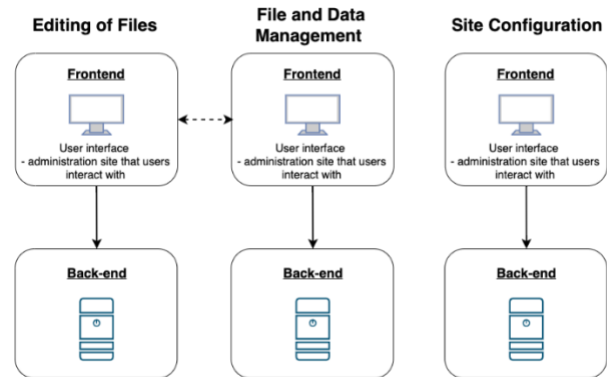 Editing of Files
File and Data
Management
Site Configuration
Frontend
User interface
- administration site that users
interact with
Frontend
User interface
- administration site that users
interact with
Frontend
User interface
- administration site that users
interact with
Back-end
Back-end
Back-end